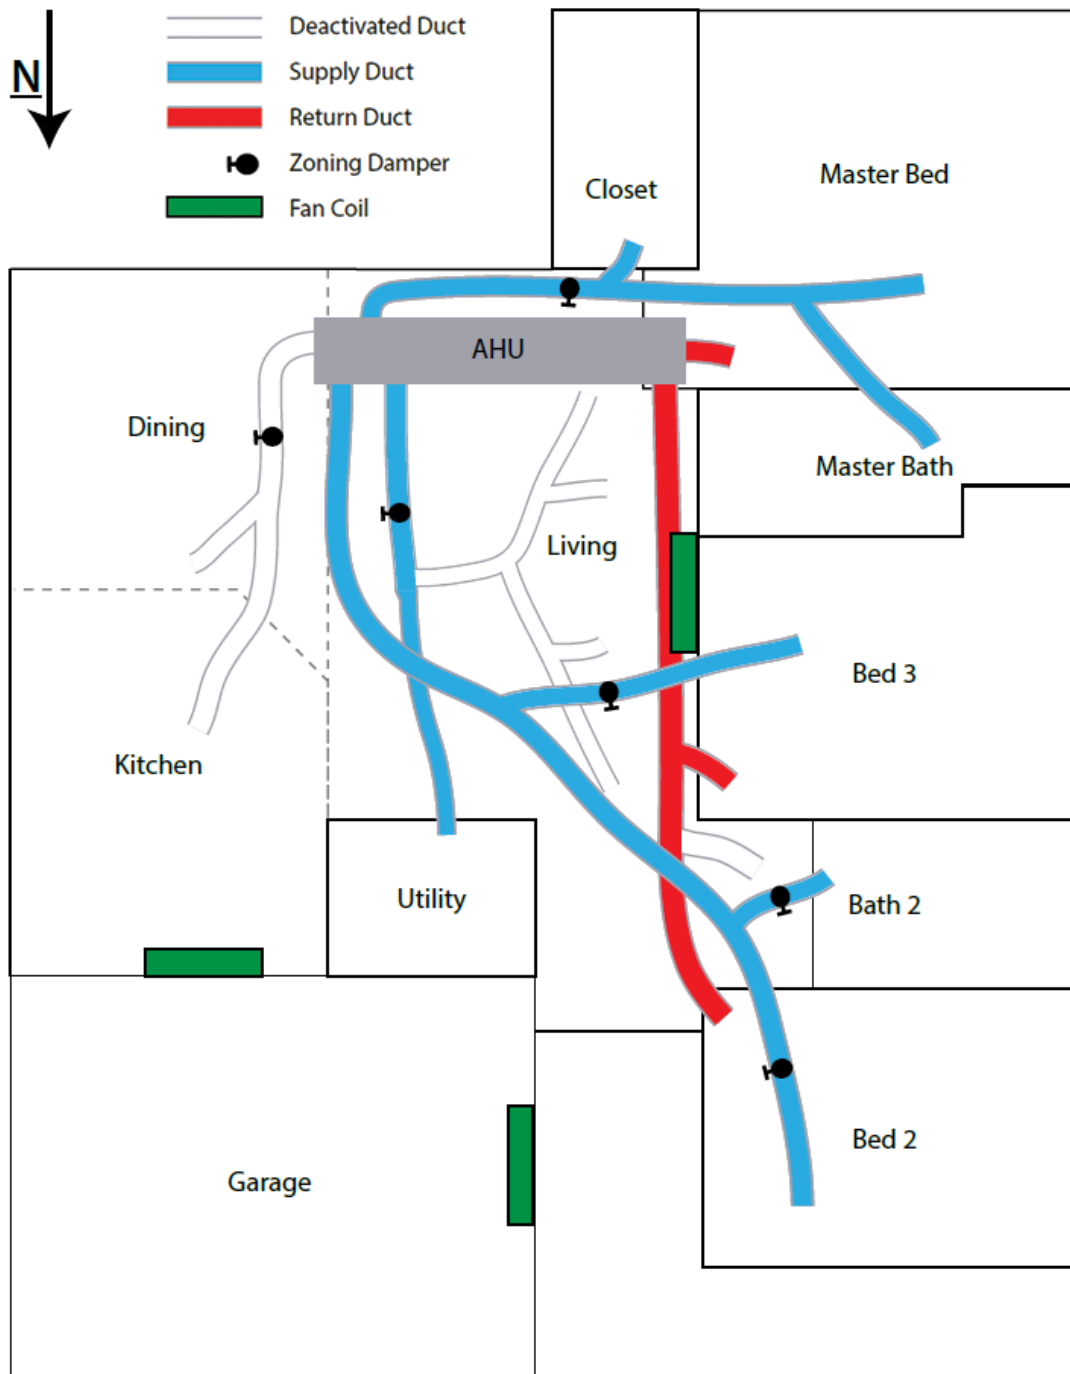 Deactivated Duct
N
Supply Duct
Return Duct
Zoning Damper
Fan Coil
Closet
Master Bed
AHU
Dining
Master Bath
Living
Bed 3
Kitchen
Utility
Bath 2
Bed 2
Garage